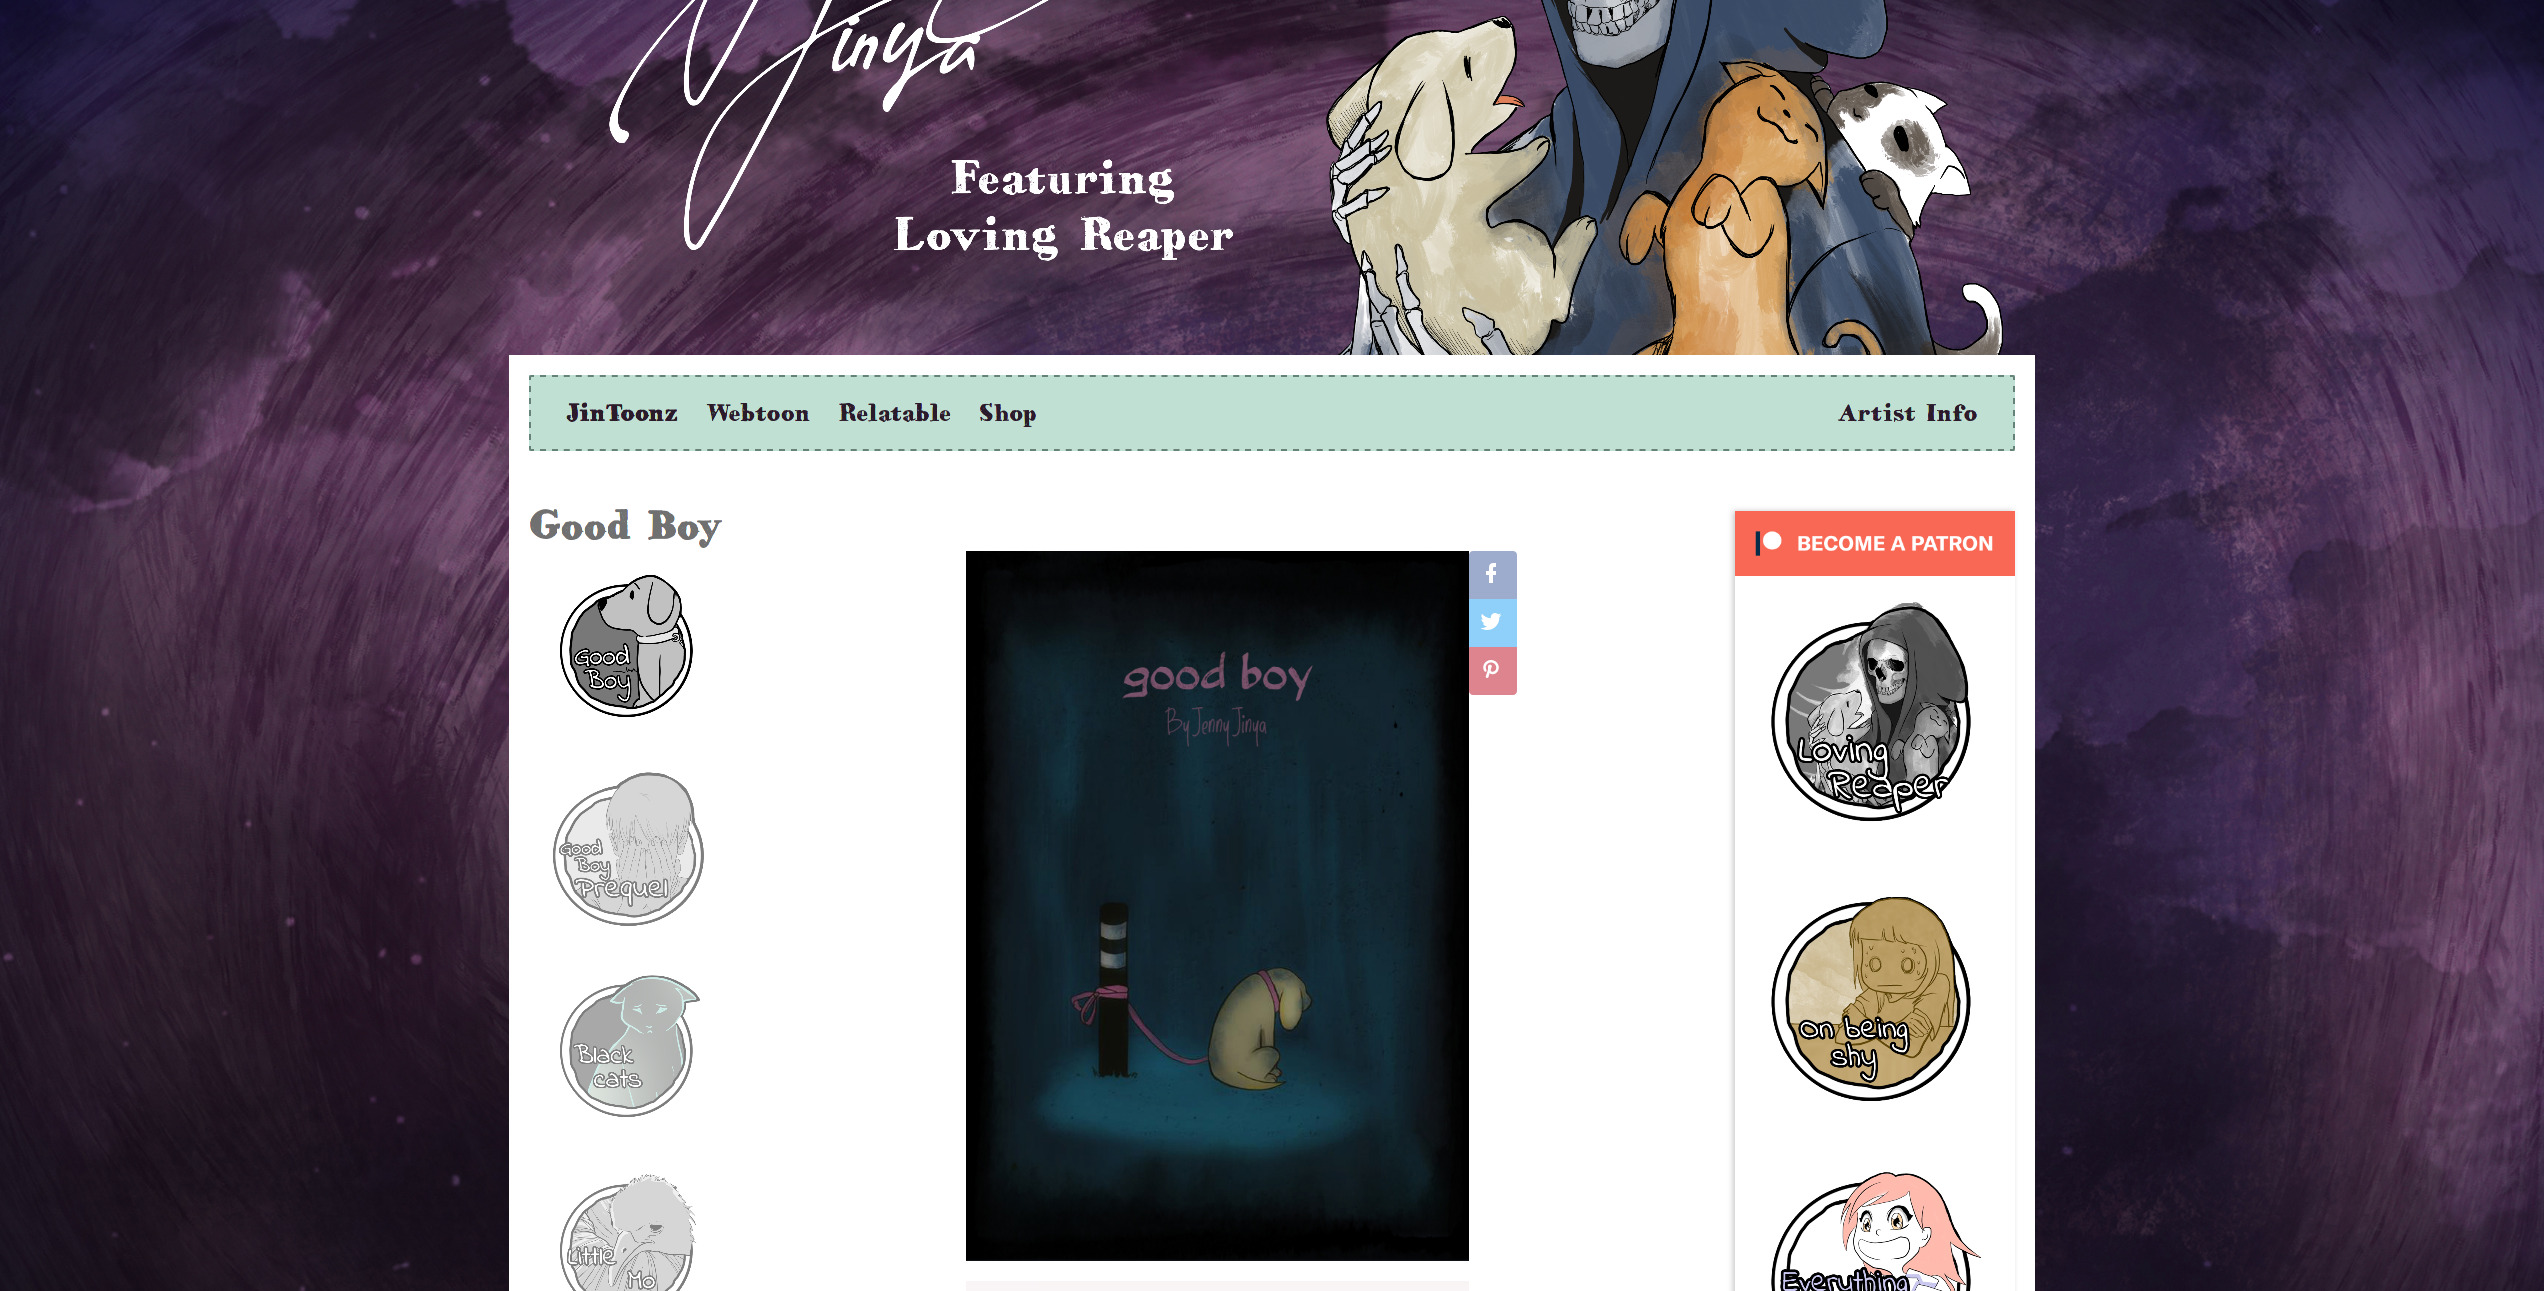 Jinya
Featuring
Loving Reaper
JinToonz Webtoon Relatable Shop Artist Info
Good Boy
BECOME A PATRON
Good
Boy
Good
Boy
Prequel
Black
cats
Little
Mo
good boy
By Jenny Jinya
Loving
Reaper
On being
shy
Everything